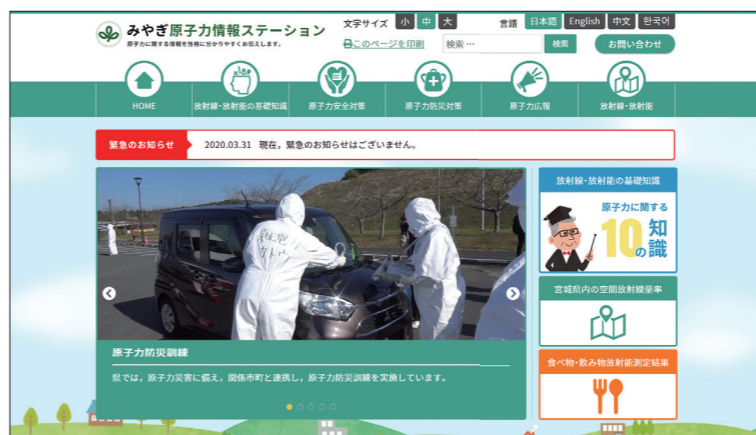 みやぎ原子力情報ステーション
原子力に関する情報を性格に分かりやすくお伝えします。
文字サイズ 小 中 大
言語 日本語 English 中文 한국어
このページを印刷
検索 …
検索
お問い合わせ
HOME
放射線・放射能の基礎知識
原子力安全対策
原子力防災対策
原子力広報
放射線・放射能
緊急のお知らせ
2020.03.31 現在，緊急のお知らせはございません。
放射線・放射能の基礎知識
原子力に関する
10の知識
宮城県内の空間放射線量率
食べ物・飲み物放射能測定結果
原子力防災訓練
県では，原子力災害に備え，関係市町と連携し，原子力防災訓練を実施しています。